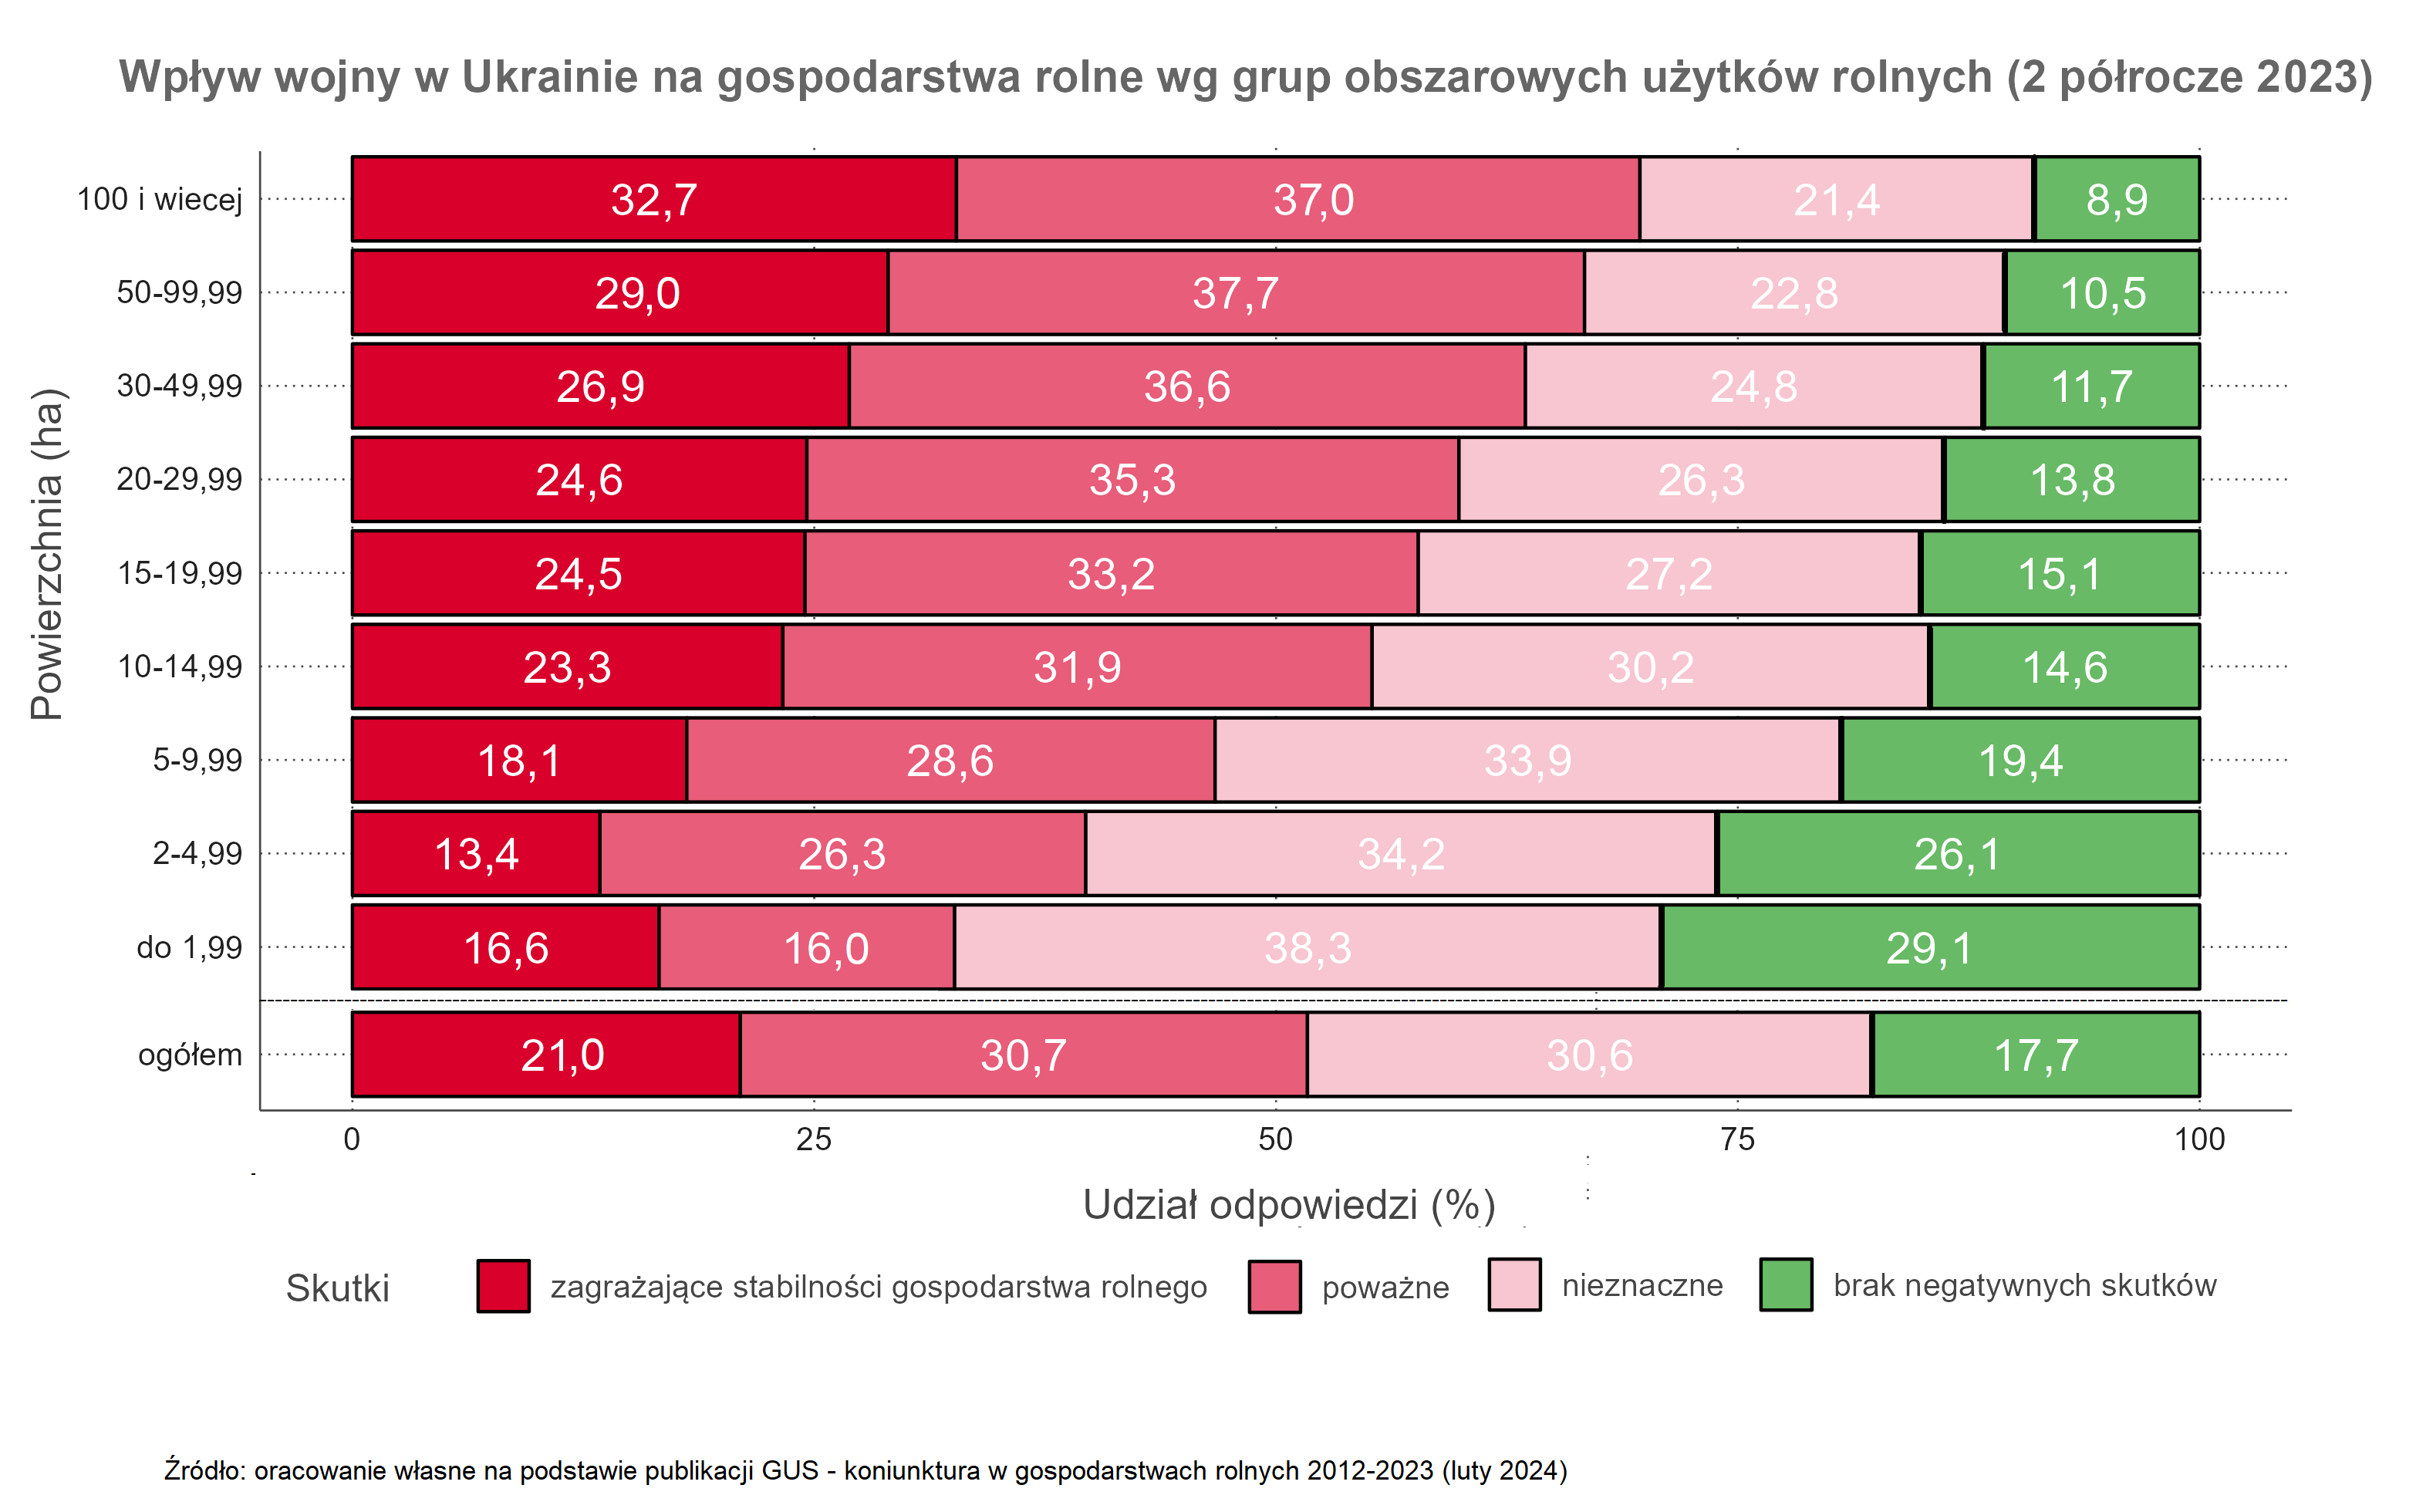 Wpływ wojny w Ukrainie na gospodarstwa rolne wg grup obszarowych użytków rolnych (2 półrocze 2023)
Powierzchnia (ha)
100 i wiecej 32,7 37,0 21,4 8,9
50-99,99 29,0 37,7 22,8 10,5
30-49,99 26,9 36,6 24,8 11,7
20-29,99 24,6 35,3 26,3 13,8
15-19,99 24,5 33,2 27,2 15,1
10-14,99 23,3 31,9 30,2 14,6
5-9,99 18,1 28,6 33,9 19,4
2-4,99 13,4 26,3 34,2 26,1
do 1,99 16,6 16,0 38,3 29,1
ogółem 21,0 30,7 30,6 17,7
0 25 50 75 100
Udział odpowiedzi (%)
Skutki zagrażające stabilności gospodarstwa rolnego poważne nieznaczne brak negatywnych skutków
Źródło: oracowanie własne na podstawie publikacji GUS - koniunktura w gospodarstwach rolnych 2012-2023 (luty 2024)